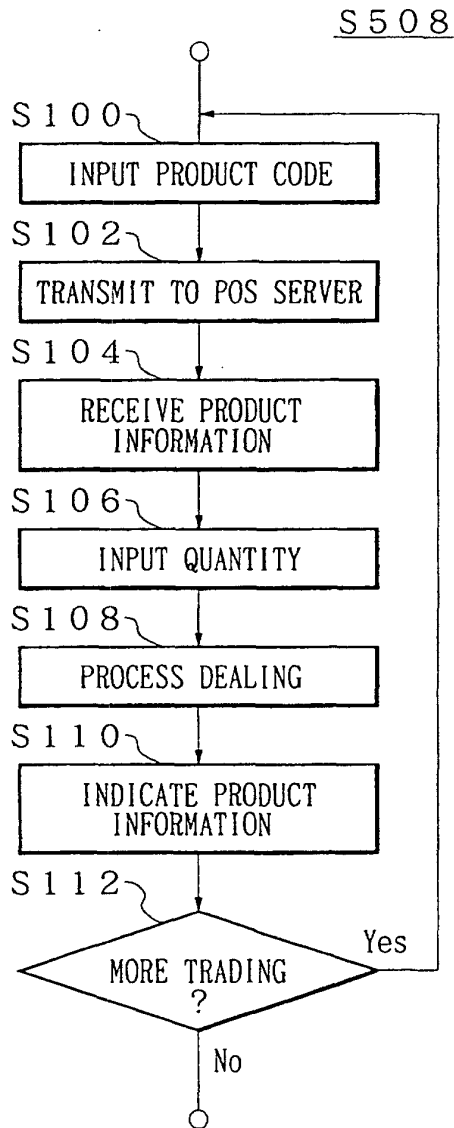 S508
S100
INPUT PRODUCT CODE
S102
TRANSMIT TO POS SERVER
S104
RECEIVE PRODUCT
INFORMATION
S106
INPUT QUANTITY
S108
PROCESS DEALING
S110
INDICATE PRODUCT
INFORMATION
S112
MORE TRADING
?
Yes
No